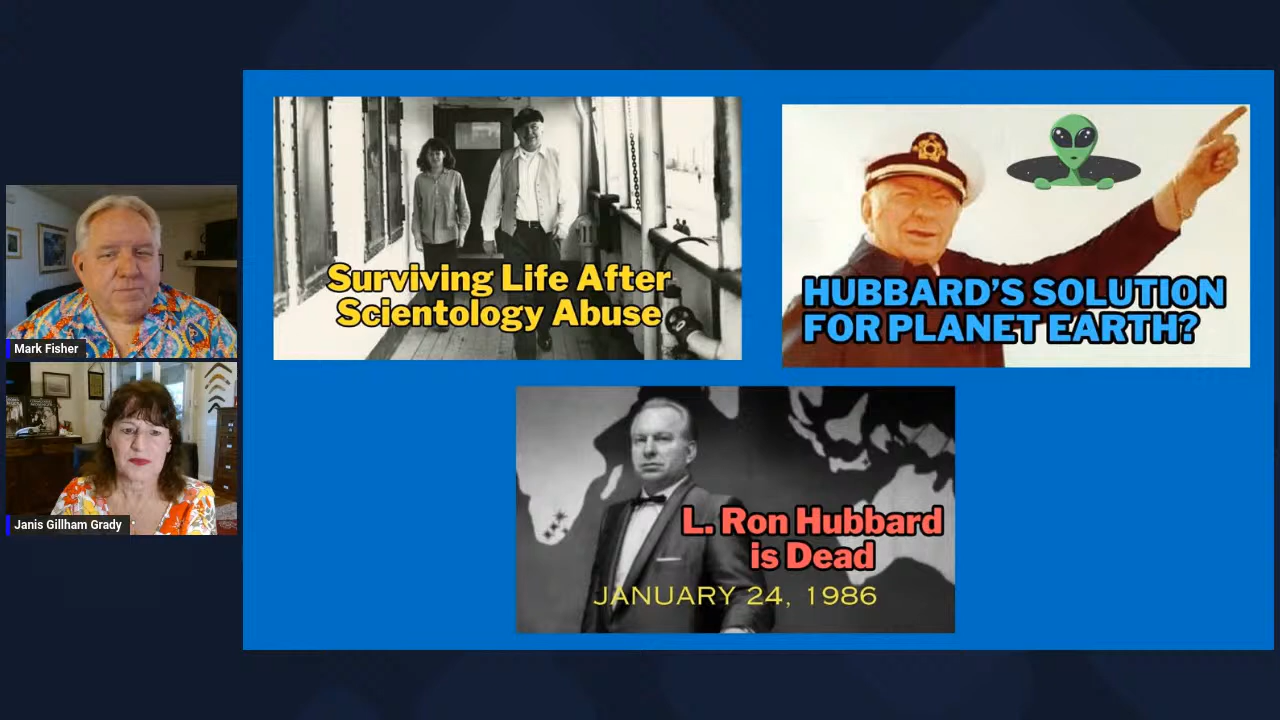 Mark Fisher
Janis Gillham Grady
Surviving Life After
Scientology Abuse
HUBBARD'S SOLUTION
FOR PLANET EARTH?
L. Ron Hubbard
is Dead
JANUARY 24, 1986